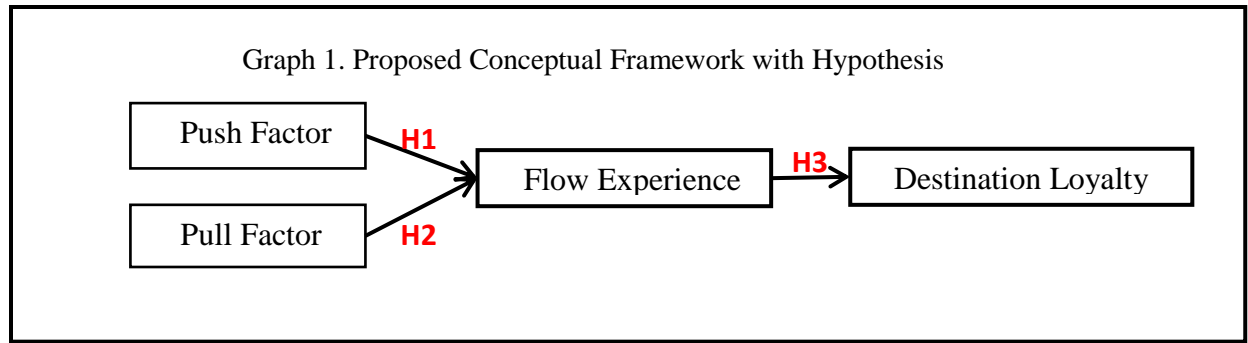 Graph 1. Proposed Conceptual Framework with Hypothesis
Push Factor
H1
Flow Experience
H3
Destination Loyalty
Pull Factor
H2